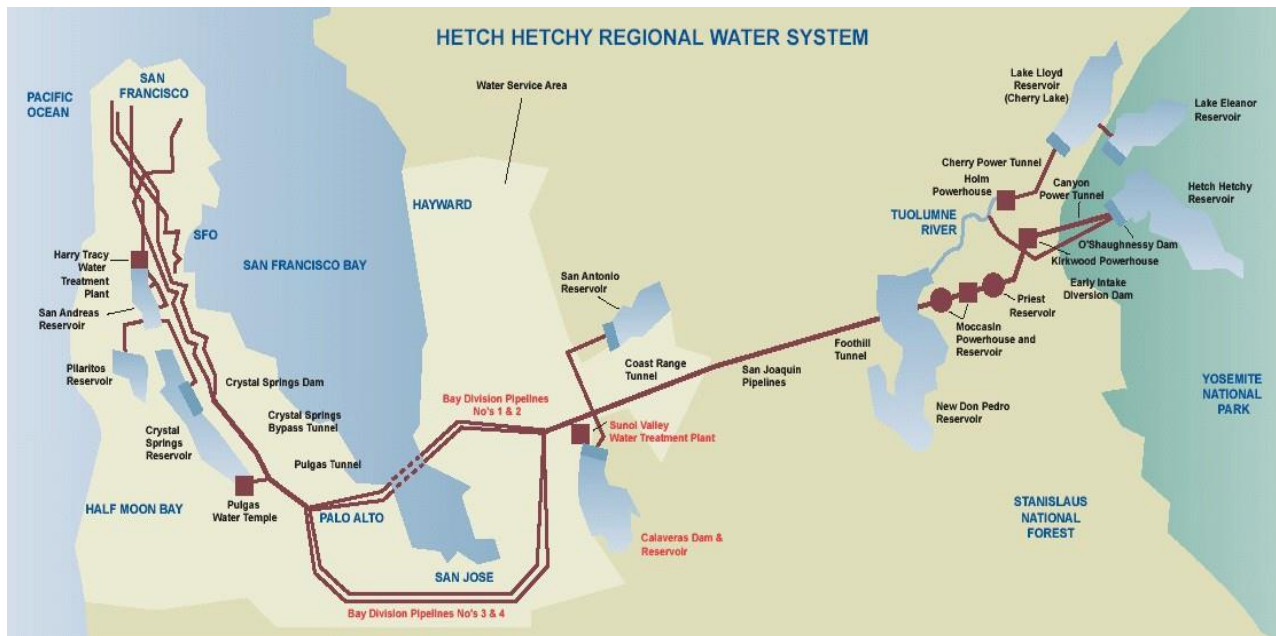 HETCH HETCHY REGIONAL WATER SYSTEM
SAN
FRANCISCO
PACIFIC
OCEAN
Water Service Area
Lake Lloyd
Reservoir
(Cherry Lake)
Lake Eleanor
Reservoir
Cherry Power Tunnel
Holm
Powerhouse
Canyon
Power Tunnel
Hetch Hetchy
Reservoir
HAYWARD
TUOLUMNE
RIVER
SFO
O'Shaughnessy Dam
Kirkwood Powerhouse
Harry Tracy
Water
Treatment
Plant
SAN FRANCISCO BAY
San Antonio
Reservoir
Early Intake
Diversion Dam
Priest
Reservoir
San Andreas
Reservoir
Moccasin
Powerhouse and
Reservoir
Foothill
Tunnel
Pilaritos
Reservoir
Coast Range
Tunnel
San Joaquin
Pipelines
Crystal Springs Dam
YOSEMITE
NATIONAL
PARK
Bay Division Pipelines
No's 1 & 2
Crystal Springs
Bypass Tunnel
New Don Pedro
Reservoir
Sunol Valley
Water Treatment Plant
Crystal
Springs
Reservoir
Pulgas Tunnel
HALF MOON BAY
Pulgas
Water Temple
PALO ALTO
STANISLAUS
NATIONAL
FOREST
Calaveras Dam &
Reservoir
SAN JOSE
Bay Division Pipelines No's 3 & 4